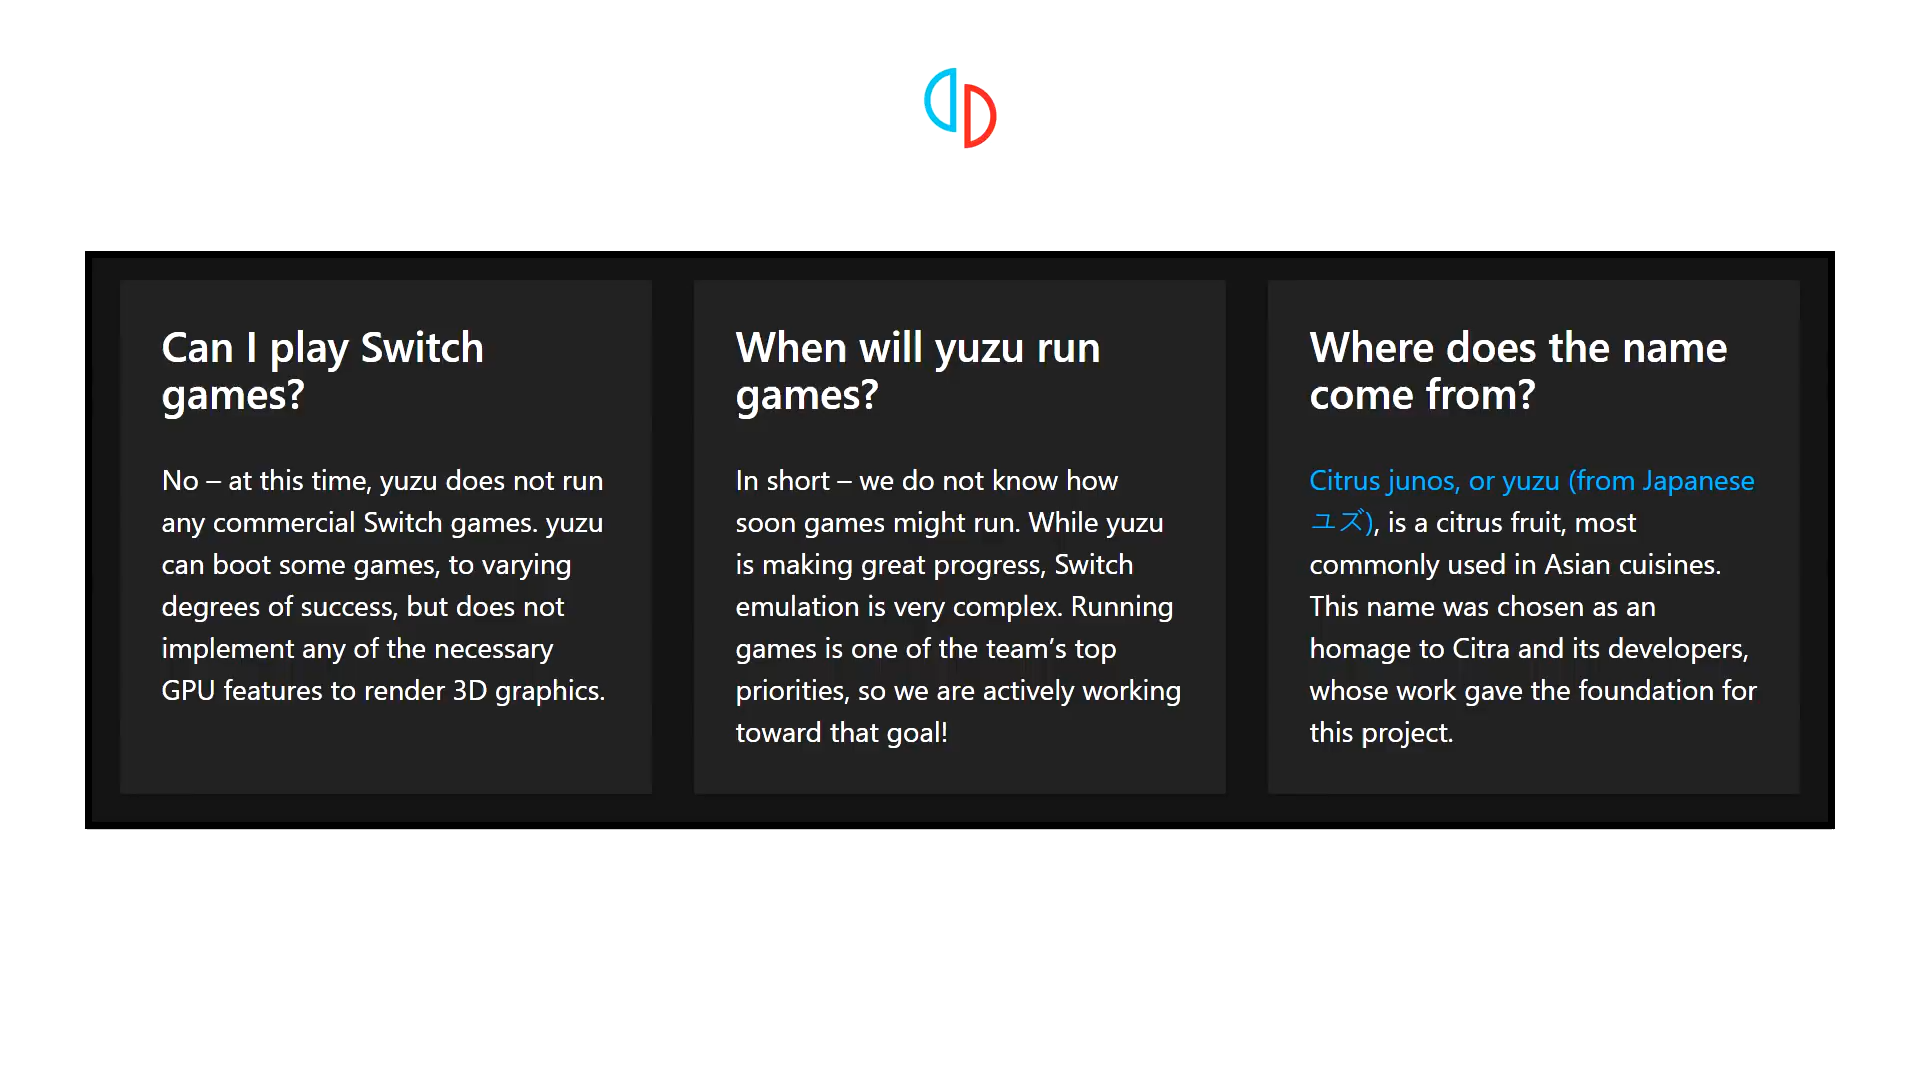 Can I play Switch
games?
No – at this time, yuzu does not run
any commercial Switch games. yuzu
can boot some games, to varying
degrees of success, but does not
implement any of the necessary
GPU features to render 3D graphics.
When will yuzu run
games?
In short – we do not know how
soon games might run. While yuzu
is making great progress, Switch
emulation is very complex. Running
games is one of the team’s top
priorities, so we are actively working
toward that goal!
Where does the name
come from?
Citrus junos, or yuzu (from Japanese
ユズ), is a citrus fruit, most
commonly used in Asian cuisines.
This name was chosen as an
homage to Citra and its developers,
whose work gave the foundation for
this project.